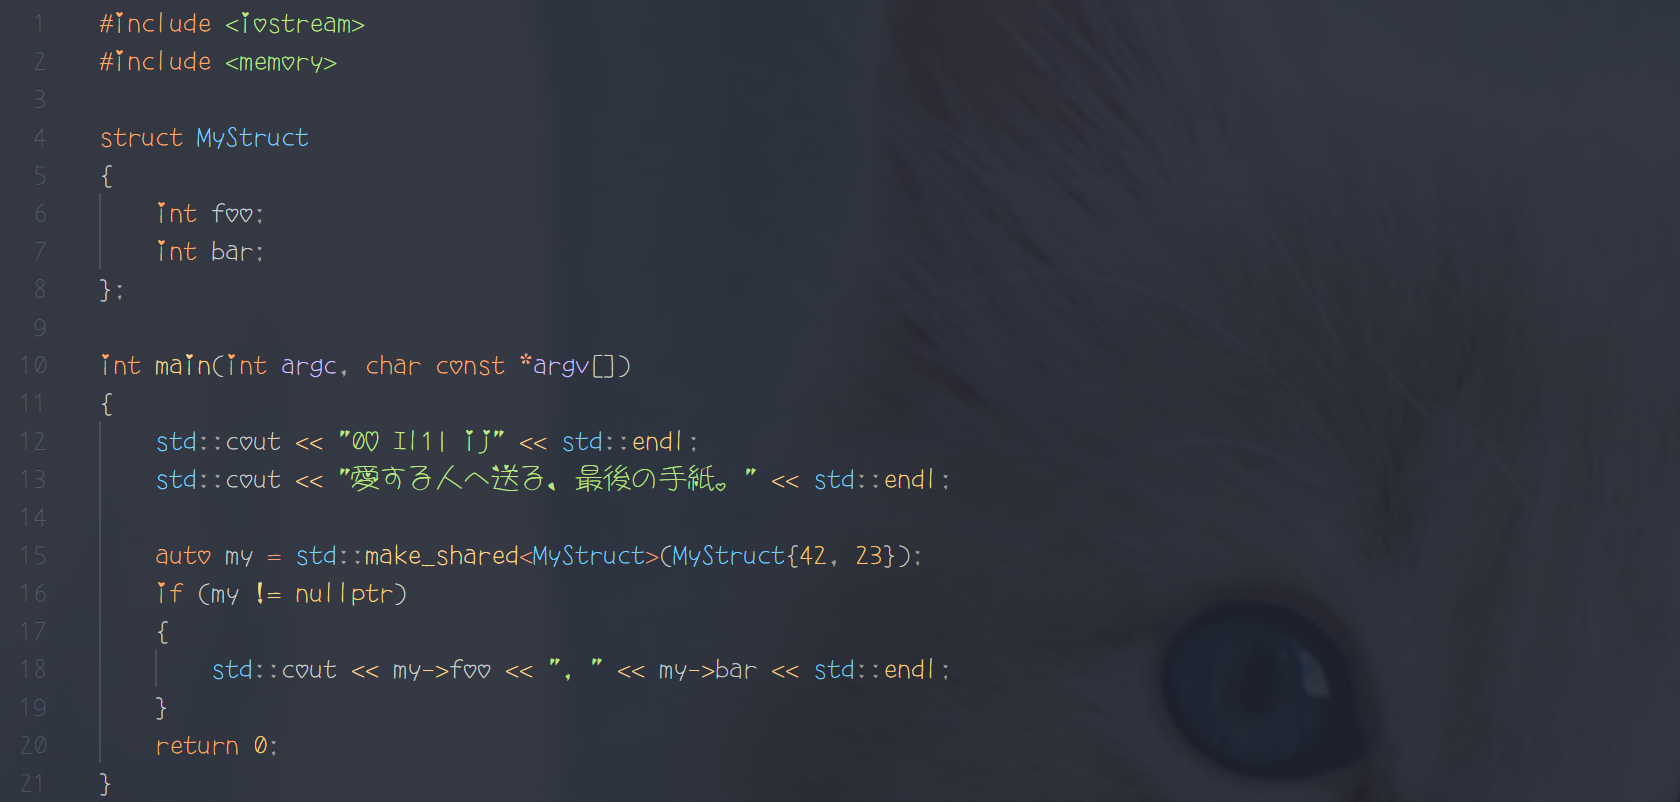 1 #include <iostream>
2 #include <memory>
3
4 struct MyStruct
5 {
6     int foo;
7     int bar;
8 };
9
10 int main(int argc, char const *argv[])
11 {
12     std::cout << "0O Il1| ij" << std::endl;
13     std::cout << "愛する人へ送る、最後の手紙。" << std::endl;
14
15     auto my = std::make_shared<MyStruct>(MyStruct{42, 23});
16     if (my != nullptr)
17     {
18         std::cout << my->foo << ", " << my->bar << std::endl;
19     }
20     return 0;
21 }